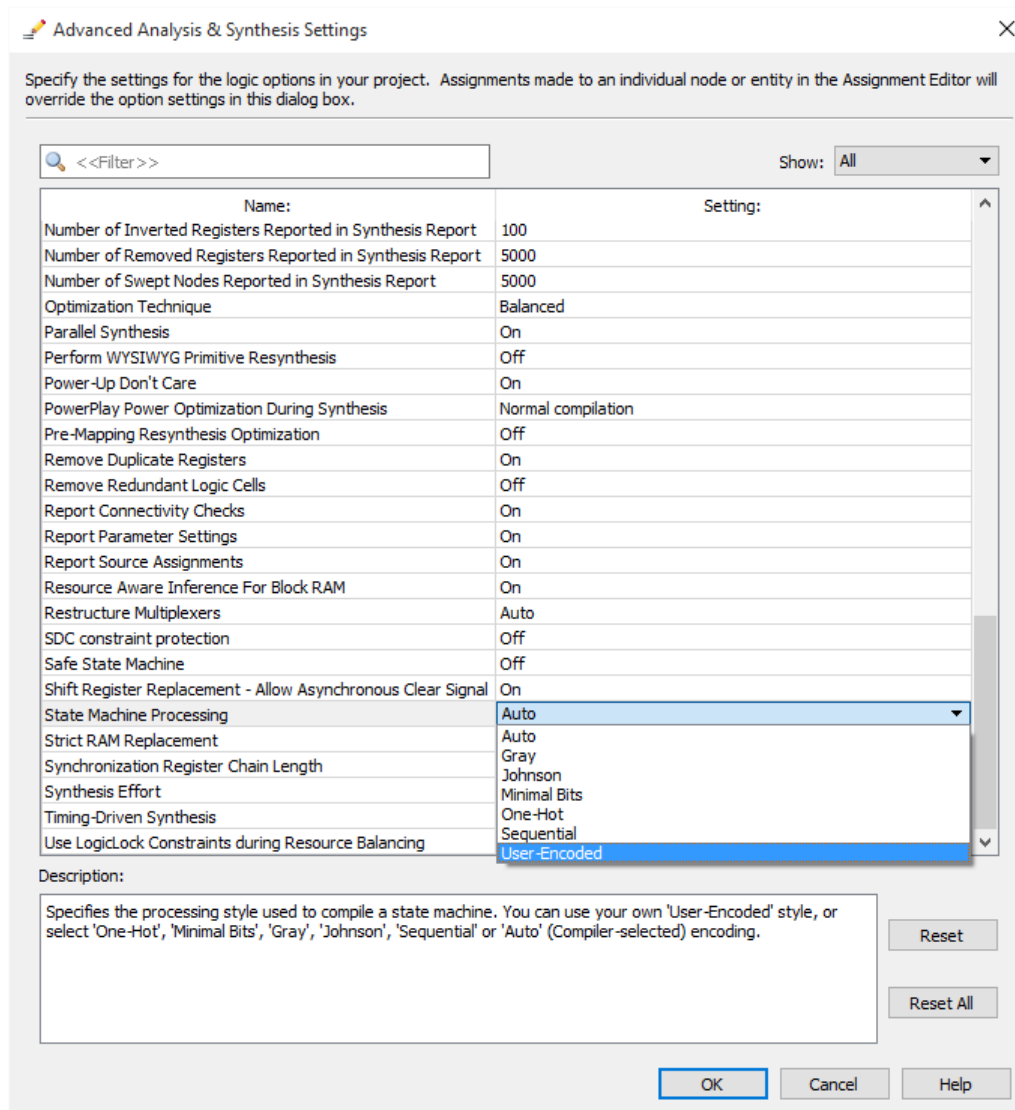 Advanced Analysis & Synthesis Settings
Specify the settings for the logic options in your project.  Assignments made to an individual node or entity in the Assignment Editor will
override the option settings in this dialog box.
<<Filter>>
Show: All
Name: Setting:
Number of Inverted Registers Reported in Synthesis Report 100
Number of Removed Registers Reported in Synthesis Report 5000
Number of Swept Nodes Reported in Synthesis Report 5000
Optimization Technique Balanced
Parallel Synthesis On
Perform WYSIWYG Primitive Resynthesis Off
Power-Up Don't Care On
PowerPlay Power Optimization During Synthesis Normal compilation
Pre-Mapping Resynthesis Optimization Off
Remove Duplicate Registers On
Remove Redundant Logic Cells Off
Report Connectivity Checks On
Report Parameter Settings On
Report Source Assignments On
Resource Aware Inference For Block RAM On
Restructure Multiplexers Auto
SDC constraint protection Off
Safe State Machine Off
Shift Register Replacement - Allow Asynchronous Clear Signal On
State Machine Processing Auto
Strict RAM Replacement
Synchronization Register Chain Length
Synthesis Effort
Timing-Driven Synthesis
Use LogicLock Constraints during Resource Balancing
Auto
Gray
Johnson
Minimal Bits
One-Hot
Sequential
User-Encoded
Description:
Specifies the processing style used to compile a state machine. You can use your own 'User-Encoded' style, or
select 'One-Hot', 'Minimal Bits', 'Gray', 'Johnson', 'Sequential' or 'Auto' (Compiler-selected) encoding.
Reset
Reset All
OK Cancel Help